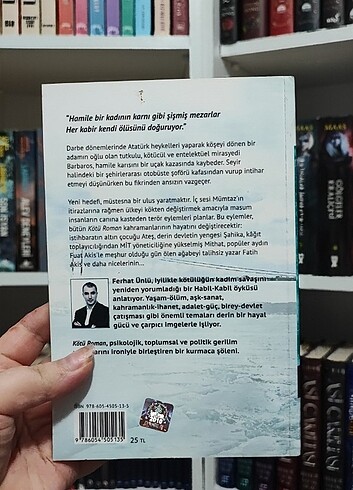 "Hamile bir kadının karnı gibi şişmiş mezarlar
Her kabir kendi ölüsünü doğuruyor."
Darbe dönemlerinde Atatürk heykelleri yaparak köşeyi dönen bir
adamın oğlu olan tutkulu, kötücül ve entelektüel mirasyedi
Barbaros, hamile karısını bir uçak kazasında kaybeder. Seyir
halindeki bir şehirlerarası otobüste şoförü kafasından vurup intihar
etmeyi düşünürken bu fikrinden ansızın vazgeçer.
Yeni hedefi, müstesna bir ulus yaratmaktır. İç sesi Mümtaz'ın
itirazlarına rağmen ülkeyi kökten değiştirmek amacıyla masum
insanların canına kasteden terör eylemleri planlar. Bu eylemler,
bütün Kötü Roman kahramanlarının hayatını değiştirecektir:
istihbaratın altın çocuğu Ateş, derin devletin yengesi Şahika, kâğıt
toplayıcılığından MİT yöneticiliğine yükselmiş Mithat, popüler aydın
Fuat Akis'le meşhur olduğu gün ölen ağabeyi talihsiz yazar Fatih
Akis ve daha nicelerinin...
Ferhat Ünlü, iyilikle kötülüğün kadim savaşını
yeniden yorumladığı bir Habil-Kabil öyküsü
anlatıyor. Yaşam-ölüm, aşk-sanat,
kahramanlık-ihanet, adalet-güç, birey-devlet
çatışması gibi önemli temaları derin bir hayal
gücü ve çarpıcı imgelerle işliyor.
Kötü Roman, psikolojik, toplumsal ve politik gerilim
ironiyle birleştiren bir kurmaca şöleni.
ISBN 978-605-4505-13-5
9786054505135
25 TL